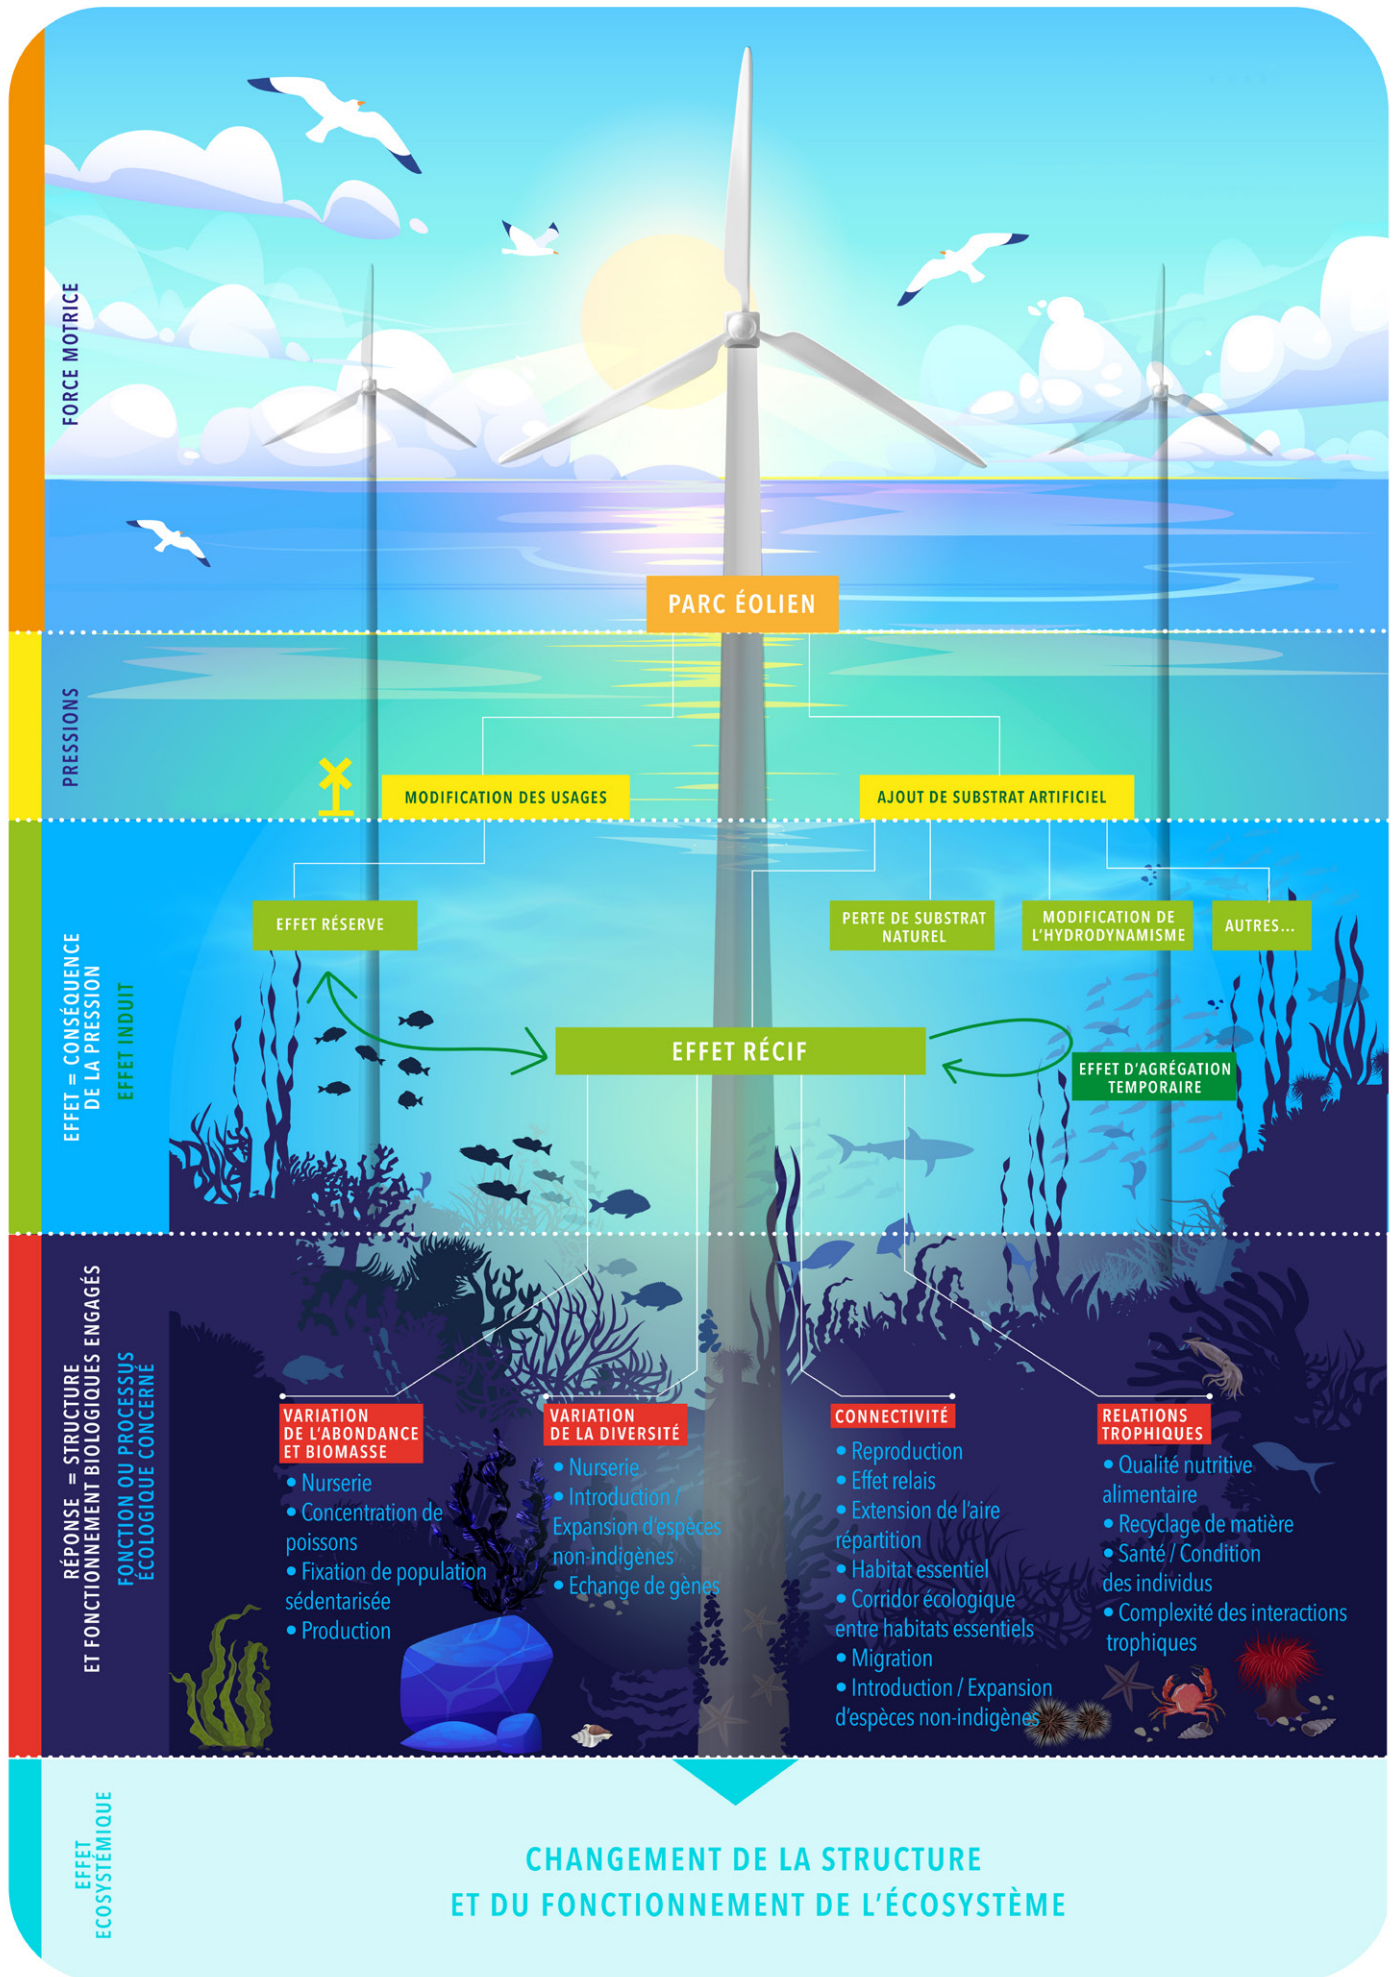 FORCE MOTRICE
PARC ÉOLIEN
PRESSIONS
MODIFICATION DES USAGES
AJOUT DE SUBSTRAT ARTIFICIEL
EFFET = CONSÉQUENCE
DE LA PRESSION
EFFET INDUIT
EFFET RÉSERVE
PERTE DE SUBSTRAT
NATUREL
MODIFICATION DE
L'HYDRODYNAMISME
AUTRES...
EFFET RÉCIF
EFFET D'AGRÉGATION
TEMPORAIRE
RÉPONSE = STRUCTURE
ET FONCTIONNEMENT BIOLOGIQUES ENGAGÉS
FONCTION OU PROCESSUS
ÉCOLOGIQUE CONCERNÉ
VARIATION
DE L'ABONDANCE
ET BIOMASSE
• Nurserie
• Concentration de
poissons
• Fixation de population
sédentarisée
• Production
VARIATION
DE LA DIVERSITÉ
• Nurserie
• Introduction /
Expansion d'espèces
non-indigènes
• Echange de gènes
CONNECTIVITÉ
• Reproduction
• Effet relais
• Extension de l'aire
répartition
• Habitat essentiel
• Corridor écologique
entre habitats essentiels
• Migration
• Introduction / Expansion
d'espèces non-indigènes
RELATIONS
TROPHIQUES
• Qualité nutritive
alimentaire
• Recyclage de matière
• Santé / Condition
des individus
• Complexité des interactions
trophiques
EFFET
ECOSYSTÉMIQUE
CHANGEMENT DE LA STRUCTURE
ET DU FONCTIONNEMENT DE L'ÉCOSYSTÈME